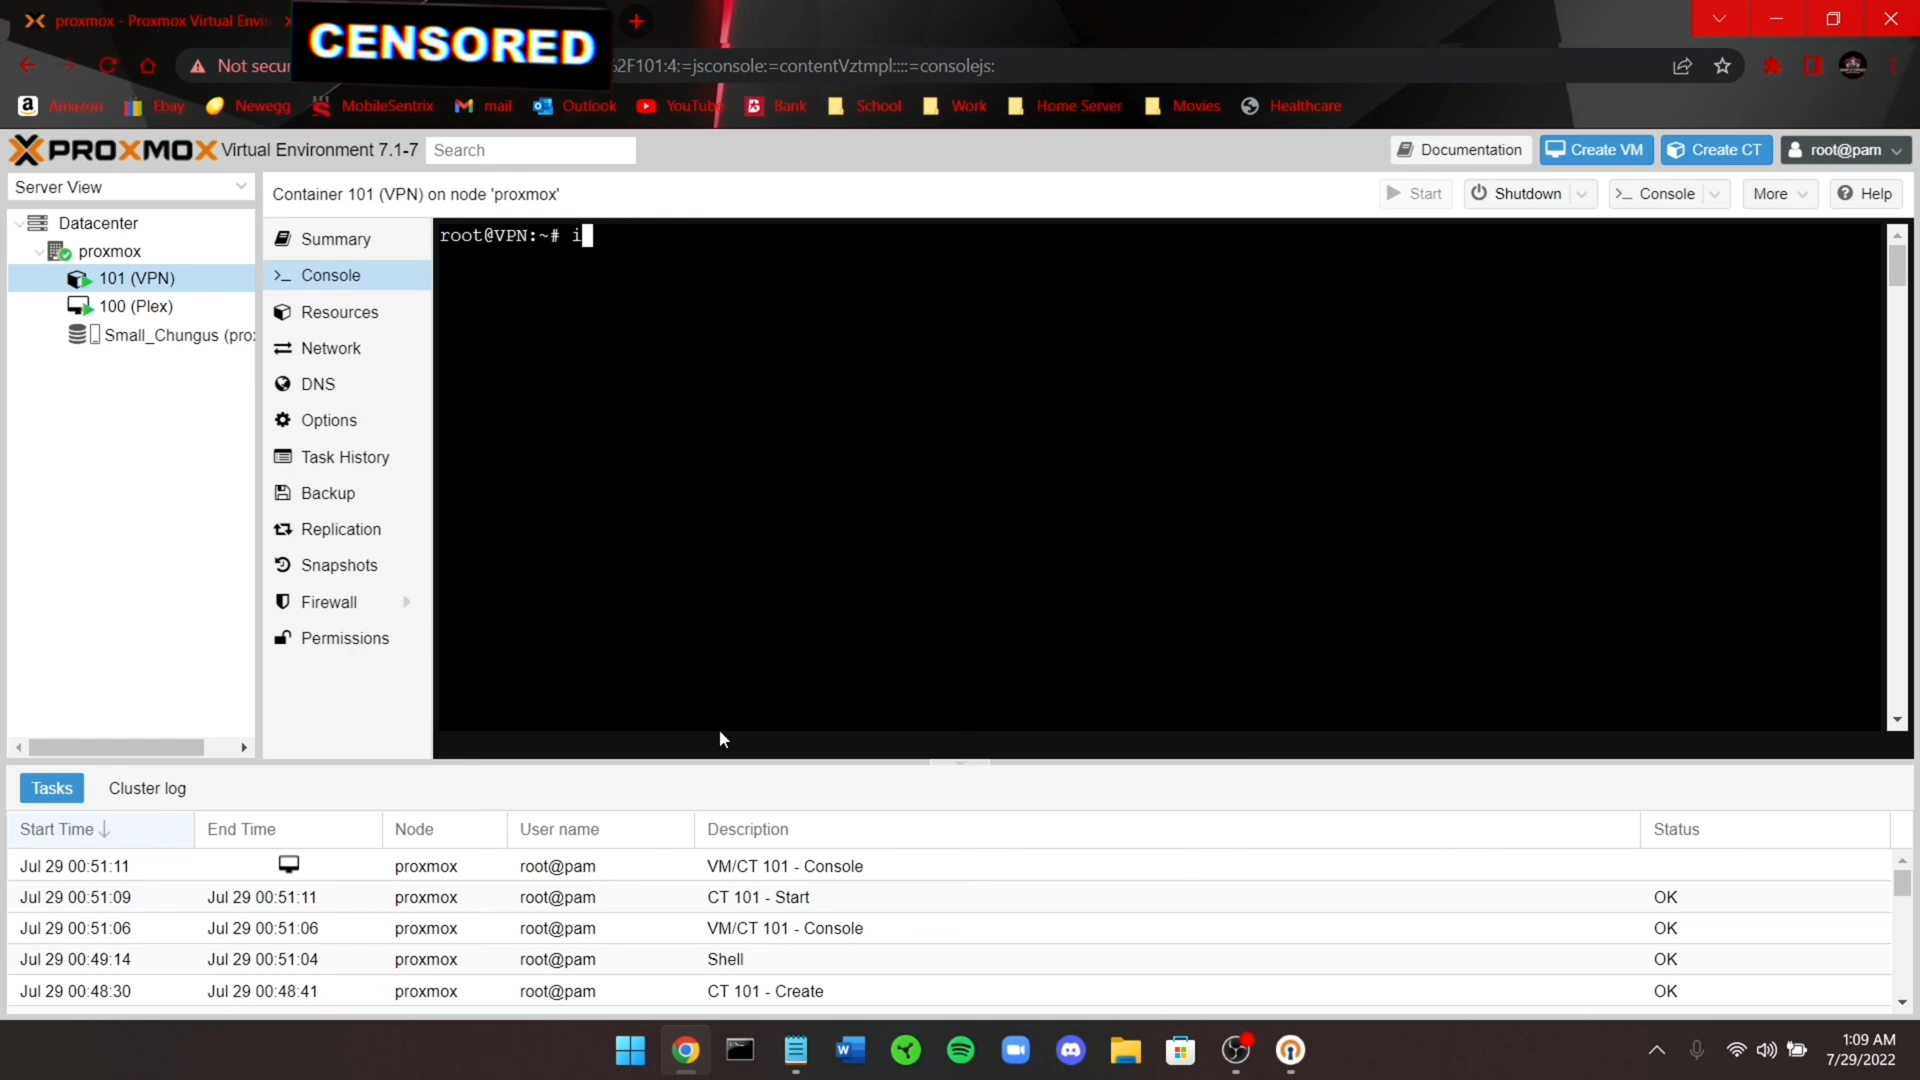 proxmox - Proxmox Virtual Envir
CENSORED
Not secur
2F101:4:=jsconsole:=contentVztmpl::::=consolejs:
Amazon
Ebay
Newegg
MobileSentrix
mail
Outlook
YouTube
Bank
School
Work
Home Server
Movies
Healthcare
PROXMOX Virtual Environment 7.1-7
Search
Documentation
Create VM
Create CT
root@pam
Server View
Container 101 (VPN) on node 'proxmox'
Start
Shutdown
Console
More
Help
Datacenter
proxmox
101 (VPN)
100 (Plex)
Small_Chungus (prox
Summary
Console
Resources
Network
DNS
Options
Task History
Backup
Replication
Snapshots
Firewall
Permissions
root@VPN:~# i
Tasks
Cluster log
Start Time
End Time
Node
User name
Description
Status
Jul 29 00:51:11 proxmox root@pam VM/CT 101 - Console
Jul 29 00:51:09 Jul 29 00:51:11 proxmox root@pam CT 101 - Start OK
Jul 29 00:51:06 Jul 29 00:51:06 proxmox root@pam VM/CT 101 - Console OK
Jul 29 00:49:14 Jul 29 00:51:04 proxmox root@pam Shell OK
Jul 29 00:48:30 Jul 29 00:48:41 proxmox root@pam CT 101 - Create OK
1:09 AM
7/29/2022